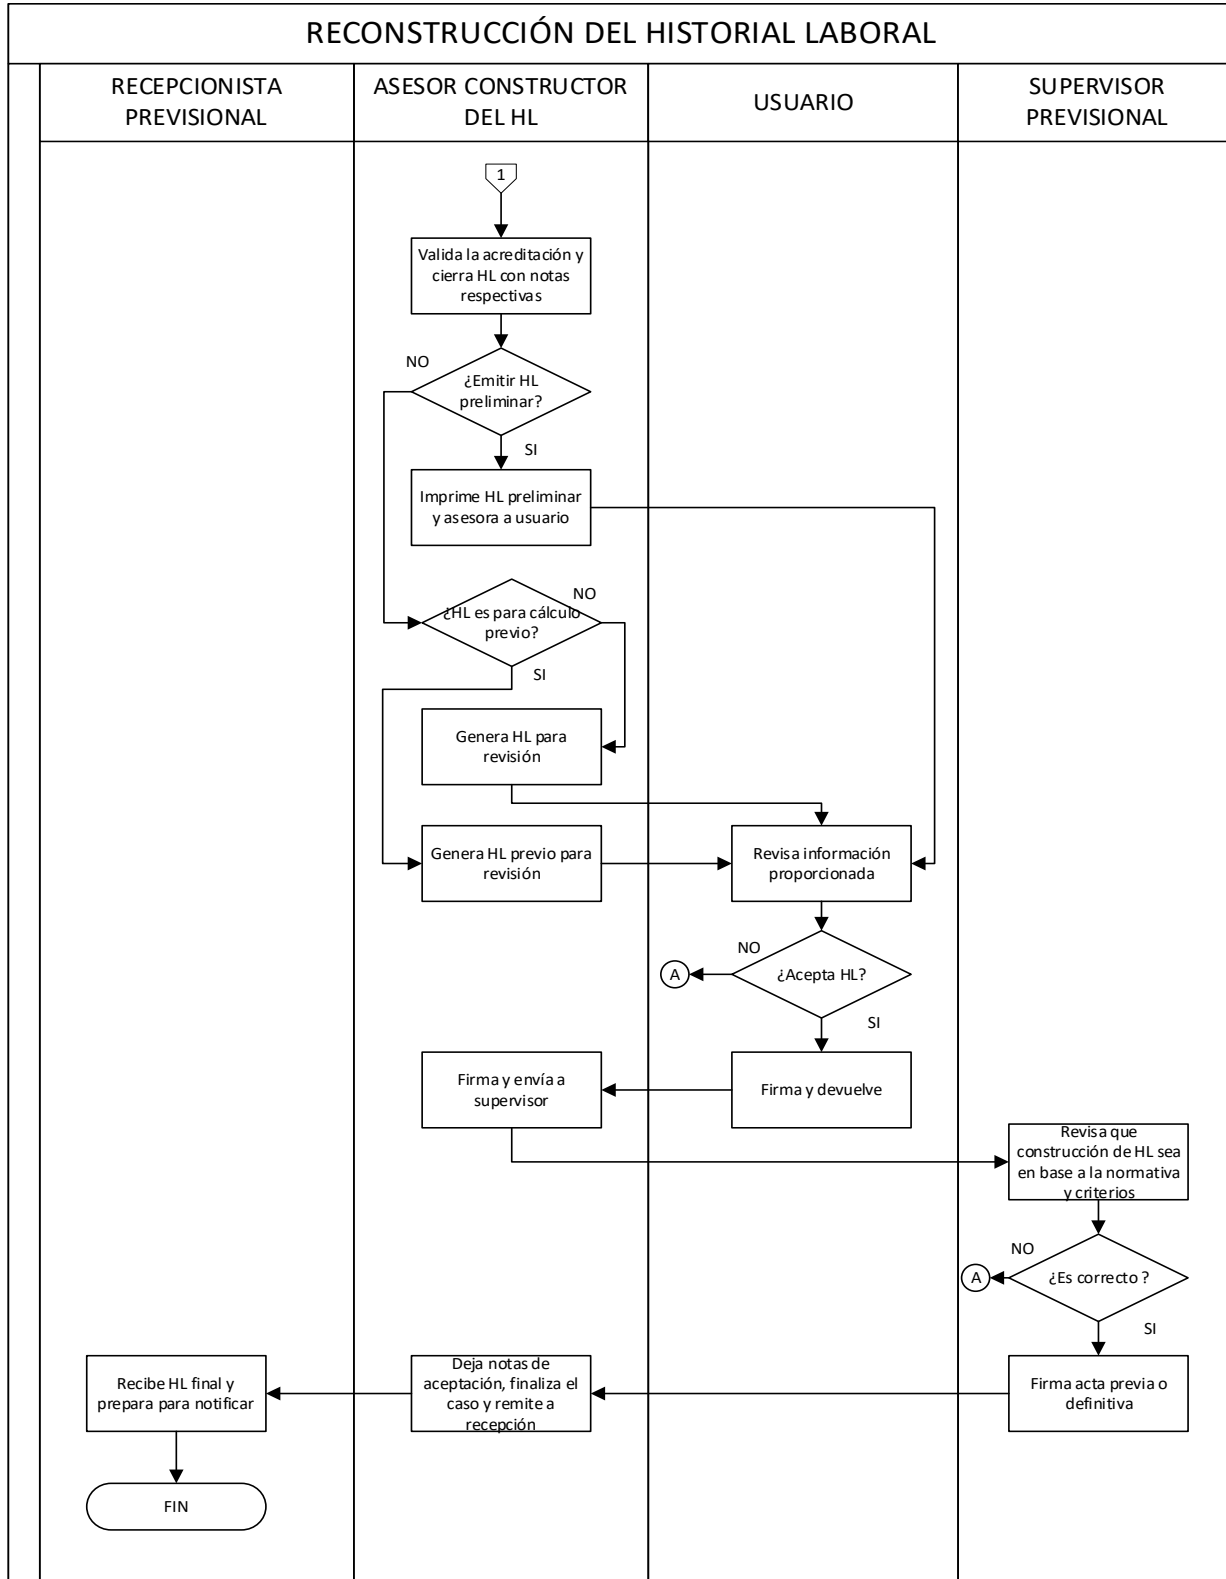 RECONSTRUCCIÓN DEL HISTORIAL LABORAL
RECEPCIONISTA
PREVISIONAL
ASESOR CONSTRUCTOR
DEL HL
USUARIO
SUPERVISOR
PREVISIONAL
1
Valida la acreditación y
cierra HL con notas
respectivas
NO
¿Emitir HL
preliminar?
SI
Imprime HL preliminar
y asesora a usuario
NO
¿HL es para cálculo
previo?
SI
Genera HL para
revisión
Genera HL previo para
revisión
Revisa información
proporcionada
NO
A
¿Acepta HL?
SI
Firma y envía a
supervisor
Firma y devuelve
Revisa que
construcción de HL sea
en base a la normativa
y criterios
NO
A
¿Es correcto ?
SI
Recibe HL final y
prepara para notificar
Deja notas de
aceptación, finaliza el
caso y remite a
recepción
Firma acta previa o
definitiva
FIN